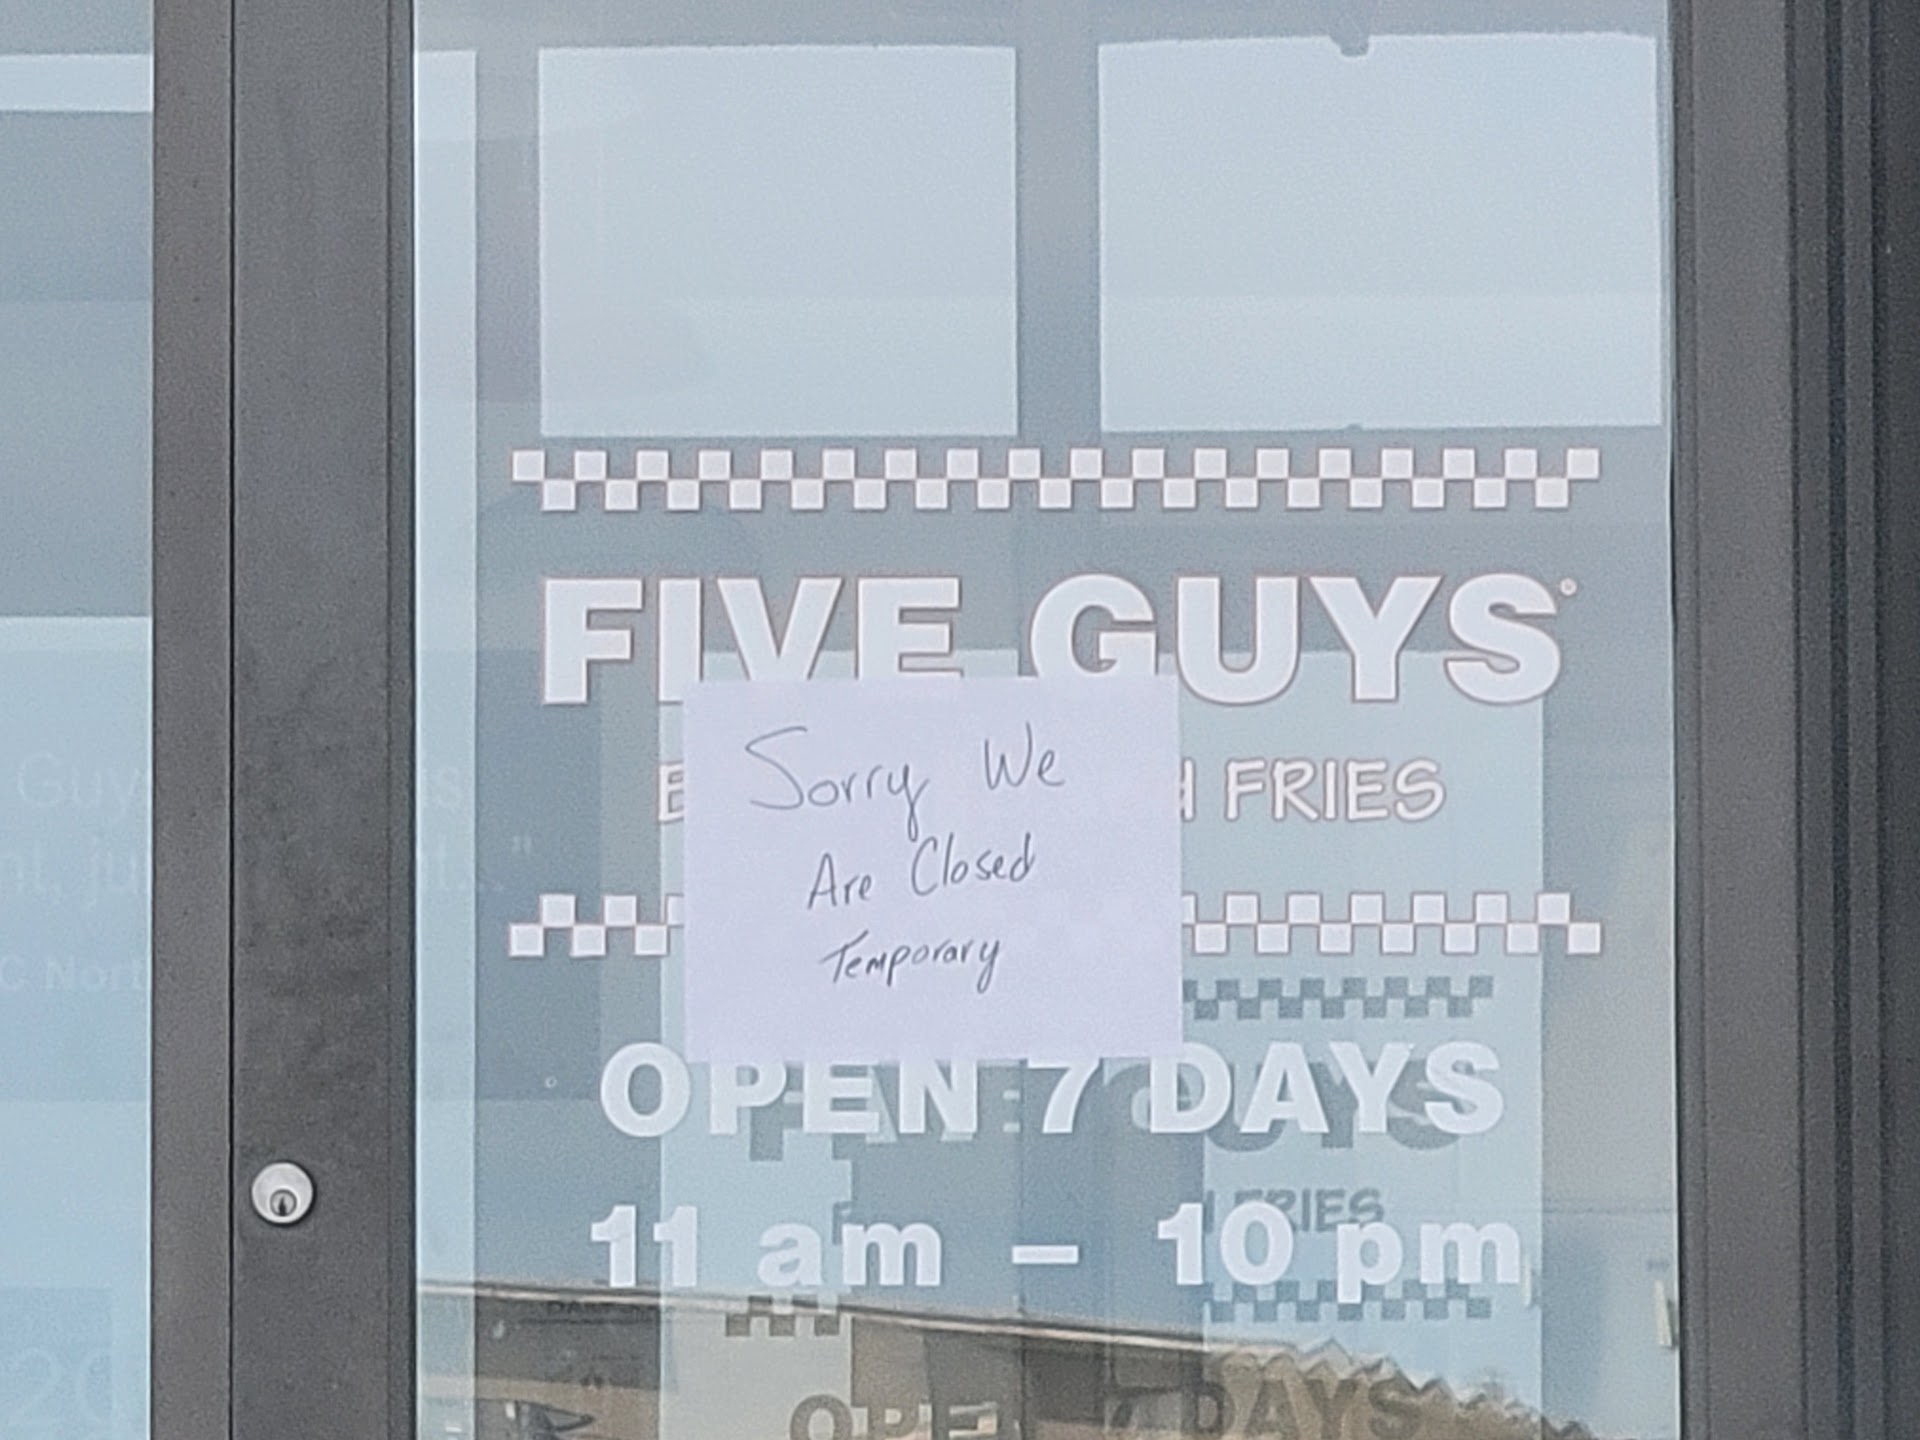 FIVE GUYS
Sorry We
FRIES
Are Closed
Temporary
OPEN 7 DAYS
11 am – 10 pm